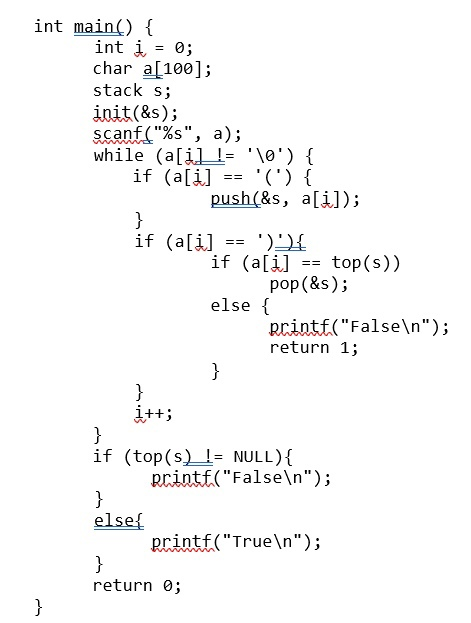 int main() {
int i = 0;
char a[100];
stack s;
init(&s);
scanf("%s", a);
while (a[i] != '\0') {
if (a[i] == '(') {
push(&s, a[i]);
}
if (a[i] == ')')'){
if (a[i] == top(s))
pop(&s);
else {
printf("False\n");
return 1;
}
}
i++;
}
if (top(s) != NULL){
printf("False\n");
}
else{
printf("True\n");
}
return 0;
}